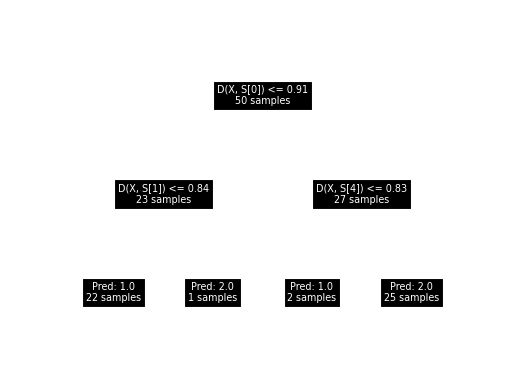 D(X, S[0]) <= 0.91
50 samples
D(X, S[1]) <= 0.84
23 samples
D(X, S[4]) <= 0.83
27 samples
Pred: 1.0
22 samples
Pred: 2.0
1 samples
Pred: 1.0
2 samples
Pred: 2.0
25 samples